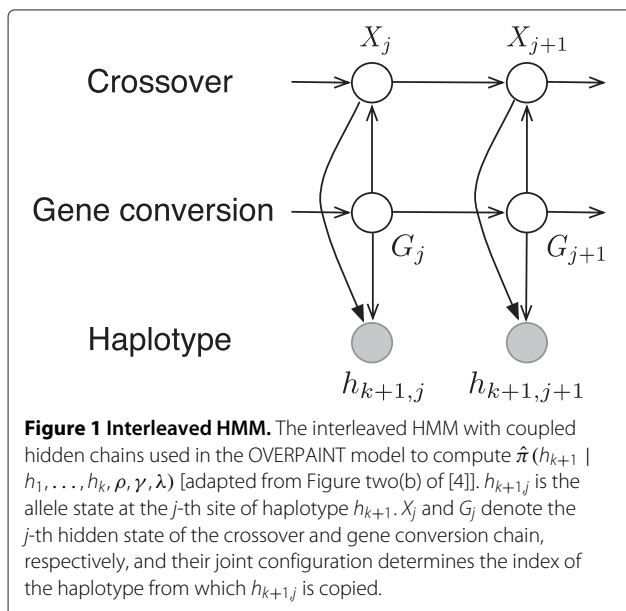 X_j X_{j+1}
Crossover
Gene conversion
G_j G_{j+1}
Haplotype
h_{k+1,j} h_{k+1,j+1}
Figure 1 Interleaved HMM. The interleaved HMM with coupled
hidden chains used in the OVERPAINT model to compute π̂(h_{k+1} |
h_1, . . . , h_k, ρ, γ, λ) [adapted from Figure two(b) of [4]]. h_{k+1,j} is the
allele state at the j-th site of haplotype h_{k+1}. X_j and G_j denote the
j-th hidden state of the crossover and gene conversion chain,
respectively, and their joint configuration determines the index of
the haplotype from which h_{k+1,j} is copied.